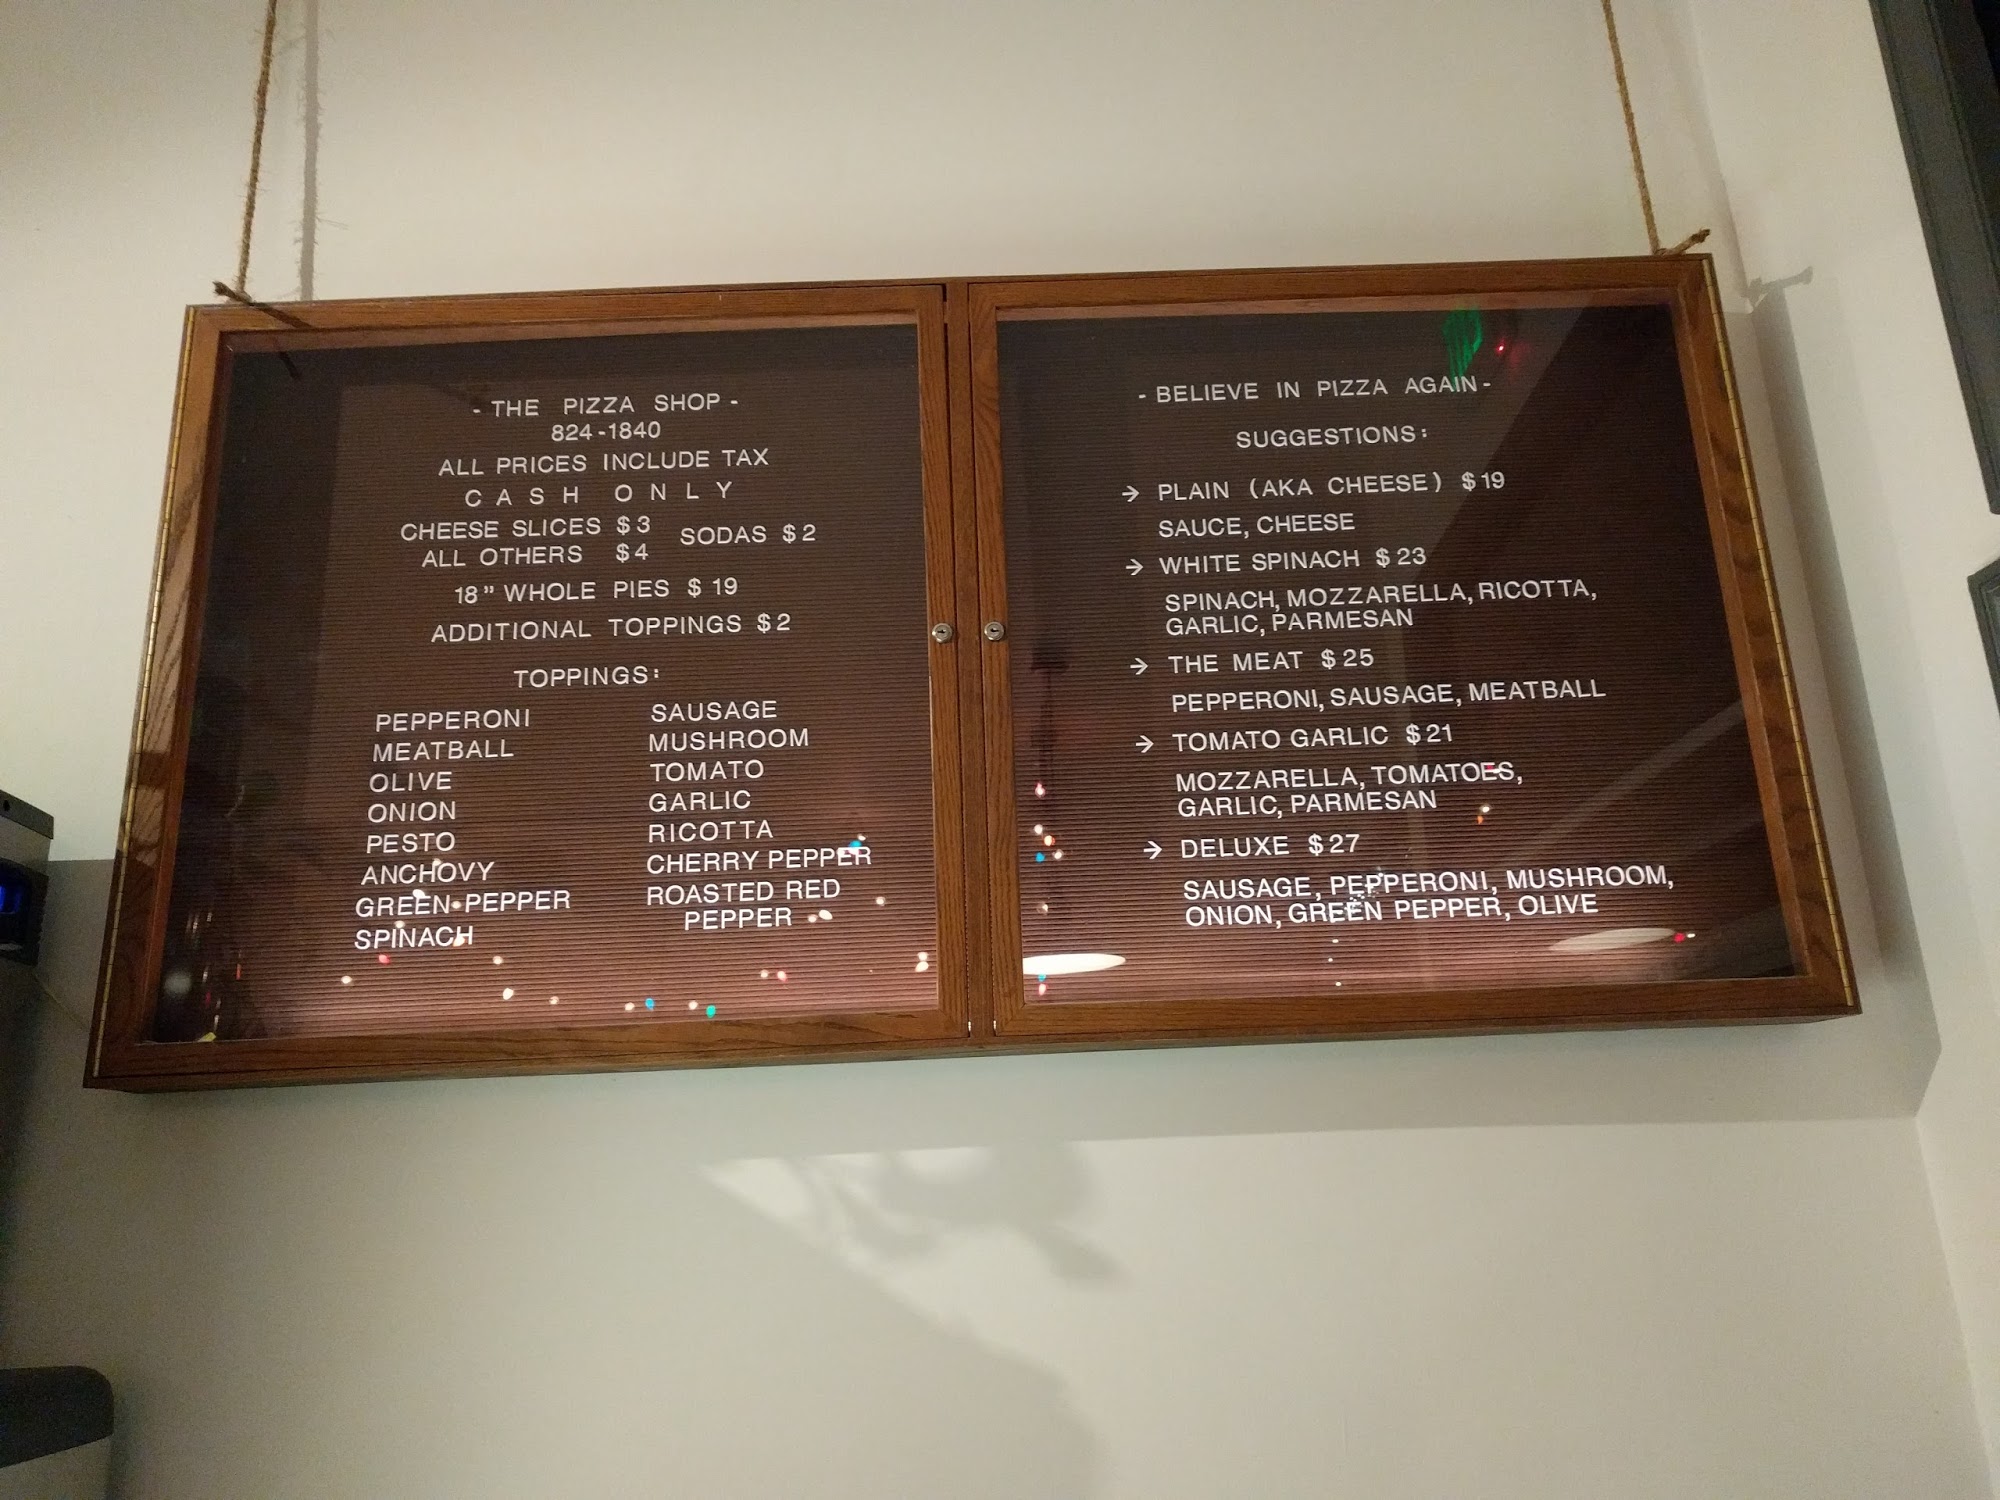 - THE PIZZA SHOP -
824-1840
ALL PRICES INCLUDE TAX
CASH ONLY
CHEESE SLICES $3
ALL OTHERS $4
SODAS $2
18" WHOLE PIES $19
ADDITIONAL TOPPINGS $2
TOPPINGS:
PEPPERONI
MEATBALL
OLIVE
ONION
PESTO
ANCHOVY
GREEN PEPPER
SPINACH
SAUSAGE
MUSHROOM
TOMATO
GARLIC
RICOTTA
CHERRY PEPPER
ROASTED RED
PEPPER
- BELIEVE IN PIZZA AGAIN -
SUGGESTIONS:
→ PLAIN (AKA CHEESE) $19
SAUCE, CHEESE
→ WHITE SPINACH $23
SPINACH, MOZZARELLA, RICOTTA,
GARLIC, PARMESAN
→ THE MEAT $25
PEPPERONI, SAUSAGE, MEATBALL
→ TOMATO GARLIC $21
MOZZARELLA, TOMATOES,
GARLIC, PARMESAN
→ DELUXE $27
SAUSAGE, PEPPERONI, MUSHROOM,
ONION, GREEN PEPPER, OLIVE